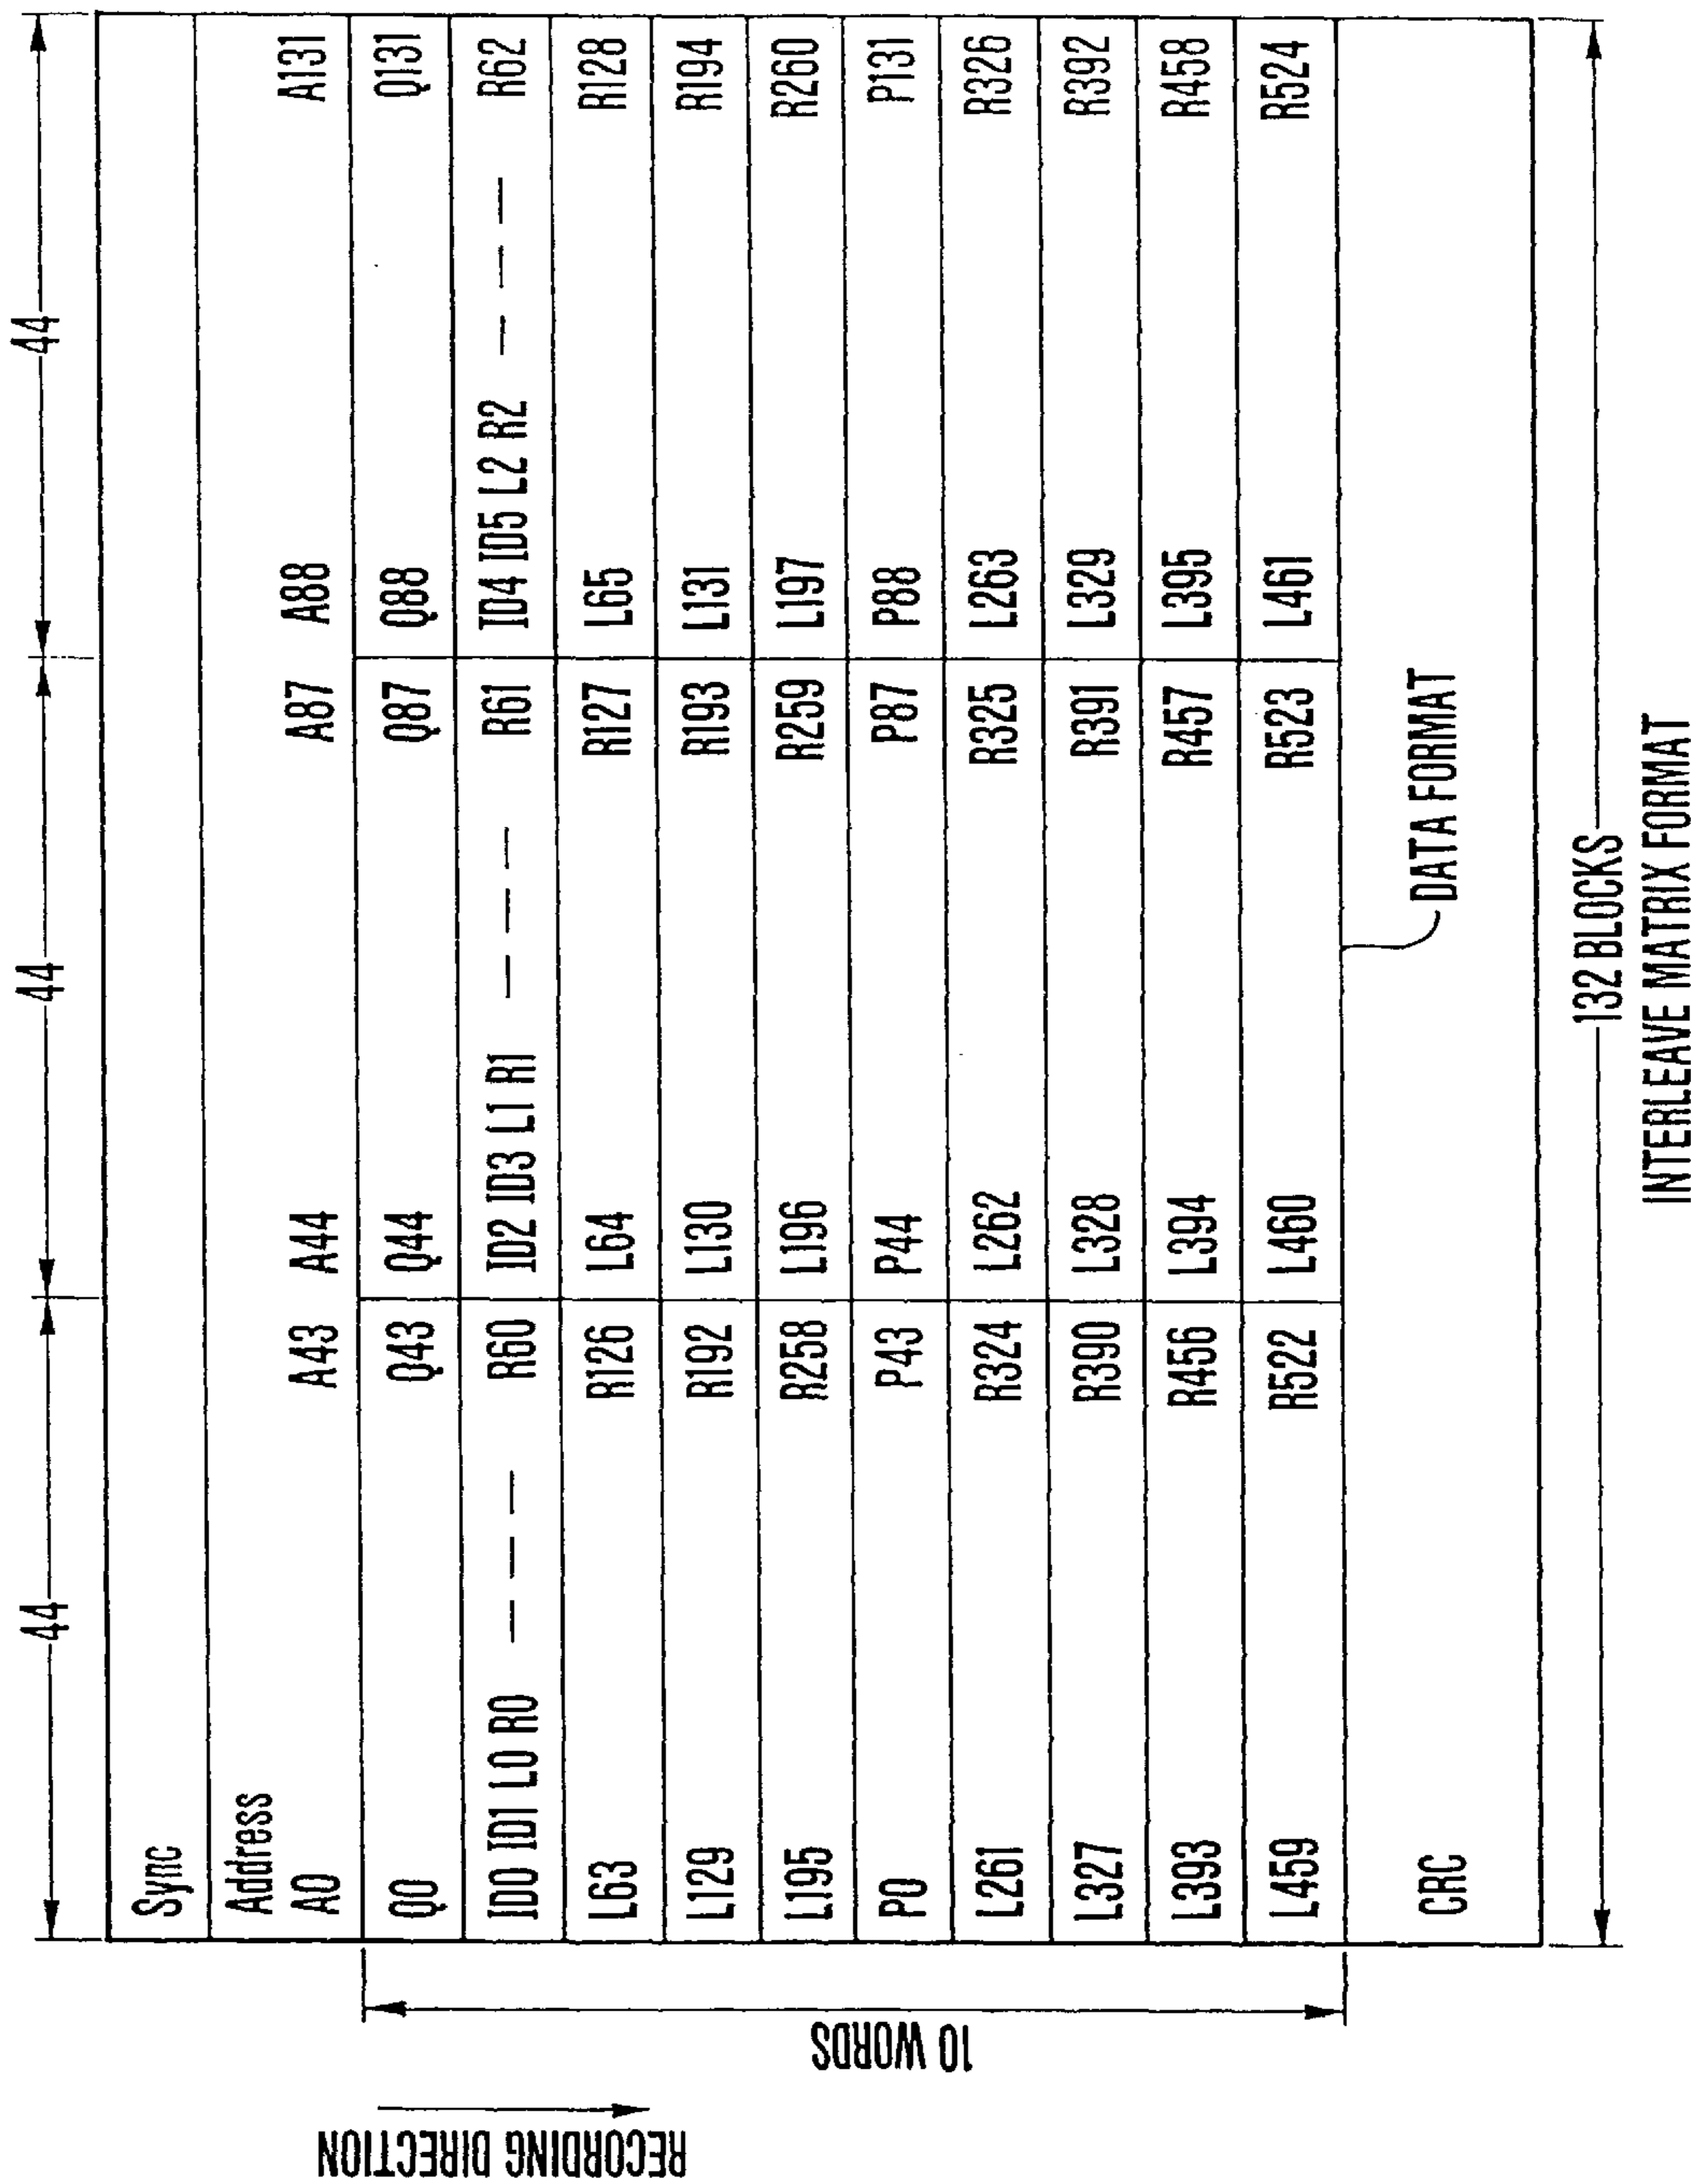 44 44 44
Sync
Address
A0 A43 A44 A87 A88 A131
Q0 Q43 Q44 Q87 Q88 Q131
ID0 ID1 L0 R0 — — — — R60 ID2 ID3 L1 R1 — — — — R61 ID4 ID5 L2 R2 — — — — R62
L63 R126 L64 R127 L65 R128
L129 R192 L130 R193 L131 R194
L195 R258 L196 R259 L197 R260
P0 P43 P44 P87 P88 P131
L261 R324 L262 R325 L263 R326
L327 R390 L328 R391 L329 R392
L393 R456 L394 R457 L395 R458
L459 R522 L460 R523 L461 R524
CRC
DATA FORMAT
10 WORDS
RECORDING DIRECTION
132 BLOCKS
INTERLEAVE MATRIX FORMAT